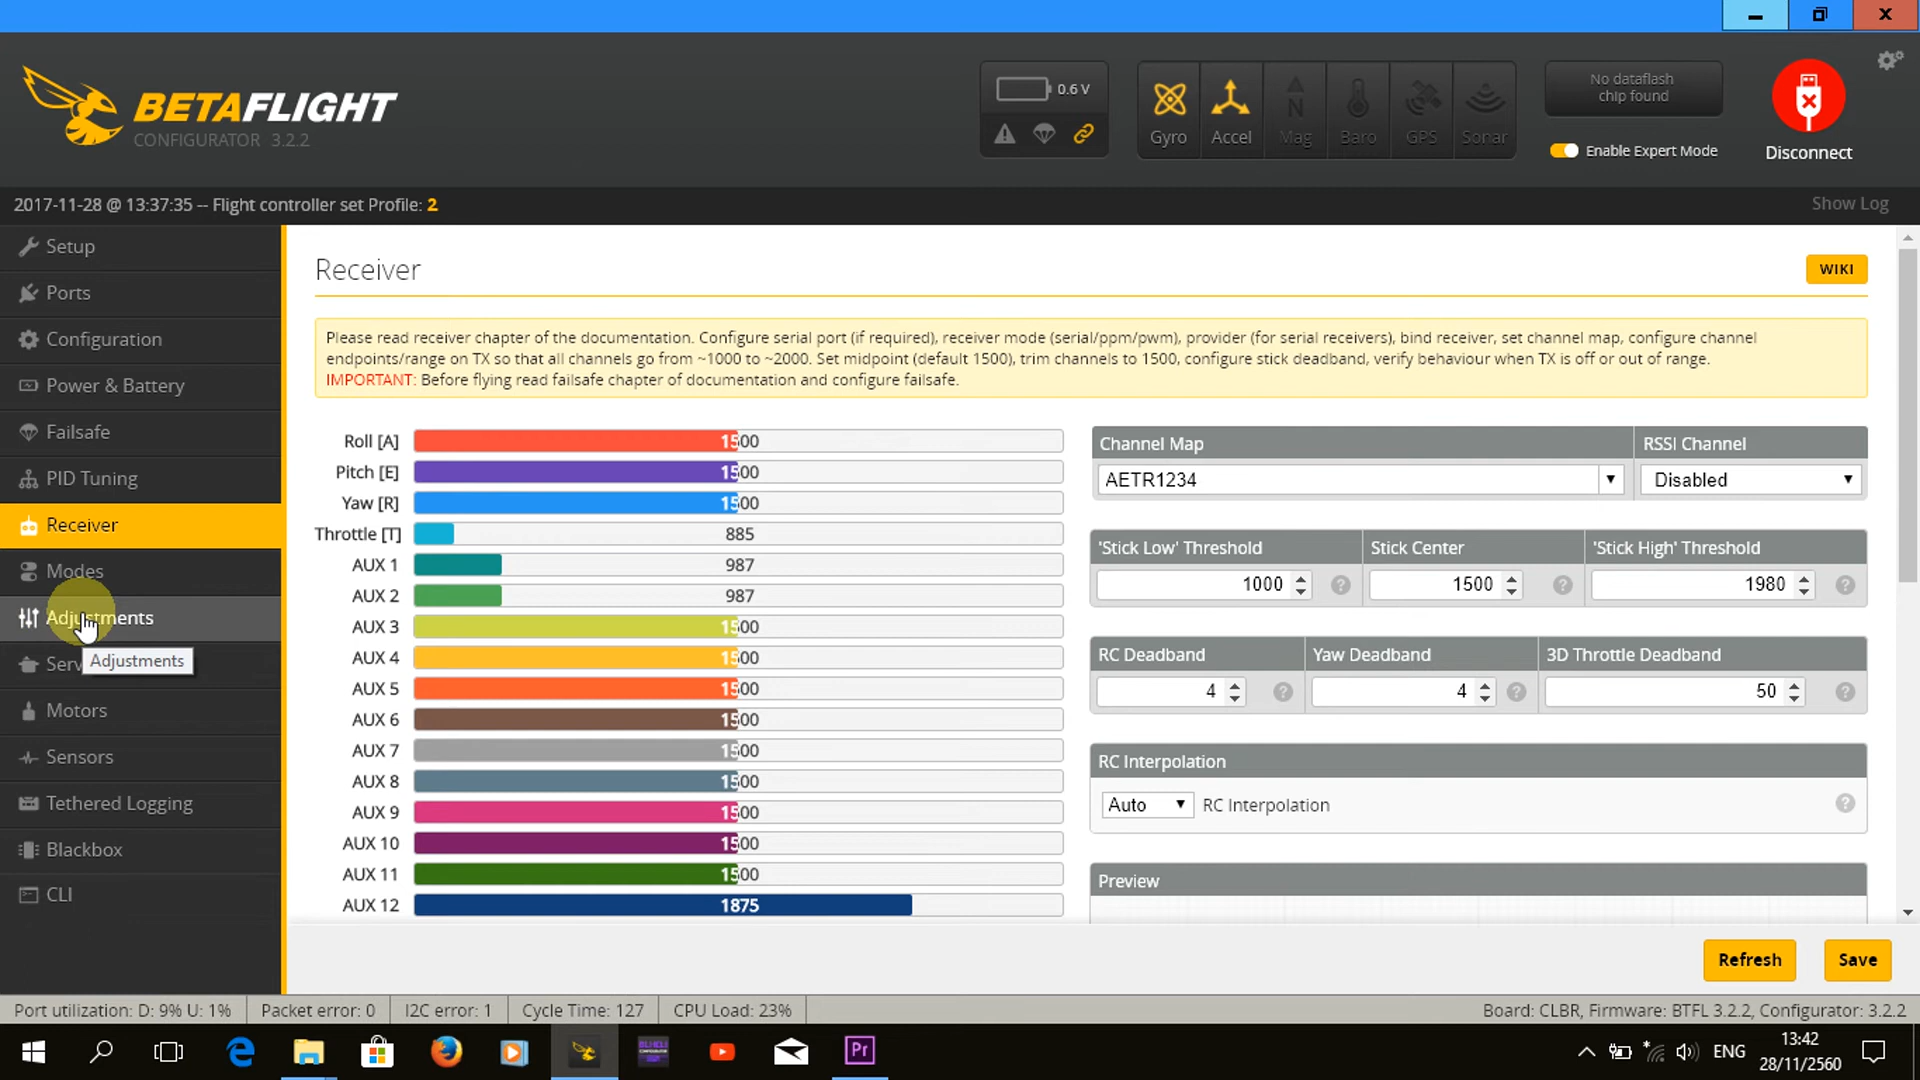 BETAFLIGHT
CONFIGURATOR 3.2.2
0.6 V
Gyro
Accel
Mag
Baro
GPS
Sonar
No dataflash
chip found
Enable Expert Mode
Disconnect
2017-11-28 @ 13:37:35 -- Flight controller set Profile: 2
Show Log
Setup
Ports
Configuration
Power & Battery
Failsafe
PID Tuning
Receiver
Modes
Adjustments
Serv
Adjustments
Motors
Sensors
Tethered Logging
Blackbox
CLI
Receiver
WIKI
Please read receiver chapter of the documentation. Configure serial port (if required), receiver mode (serial/ppm/pwm), provider (for serial receivers), bind receiver, set channel map, configure channel
endpoints/range on TX so that all channels go from ~1000 to ~2000. Set midpoint (default 1500), trim channels to 1500, configure stick deadband, verify behaviour when TX is off or out of range.
IMPORTANT: Before flying read failsafe chapter of documentation and configure failsafe.
Roll [A] 1500
Pitch [E] 1500
Yaw [R] 1500
Throttle [T] 885
AUX 1 987
AUX 2 987
AUX 3 1500
AUX 4 1500
AUX 5 1500
AUX 6 1500
AUX 7 1500
AUX 8 1500
AUX 9 1500
AUX 10 1500
AUX 11 1500
AUX 12 1875
Channel Map
RSSI Channel
AETR1234
Disabled
'Stick Low' Threshold
Stick Center
'Stick High' Threshold
1000
1500
1980
RC Deadband
Yaw Deadband
3D Throttle Deadband
4
4
50
RC Interpolation
Auto RC Interpolation
Preview
Refresh
Save
Port utilization: D: 9% U: 1%
Packet error: 0
I2C error: 1
Cycle Time: 127
CPU Load: 23%
Board: CLBR, Firmware: BTFL 3.2.2, Configurator: 3.2.2
Pr
ENG
13:42
28/11/2560